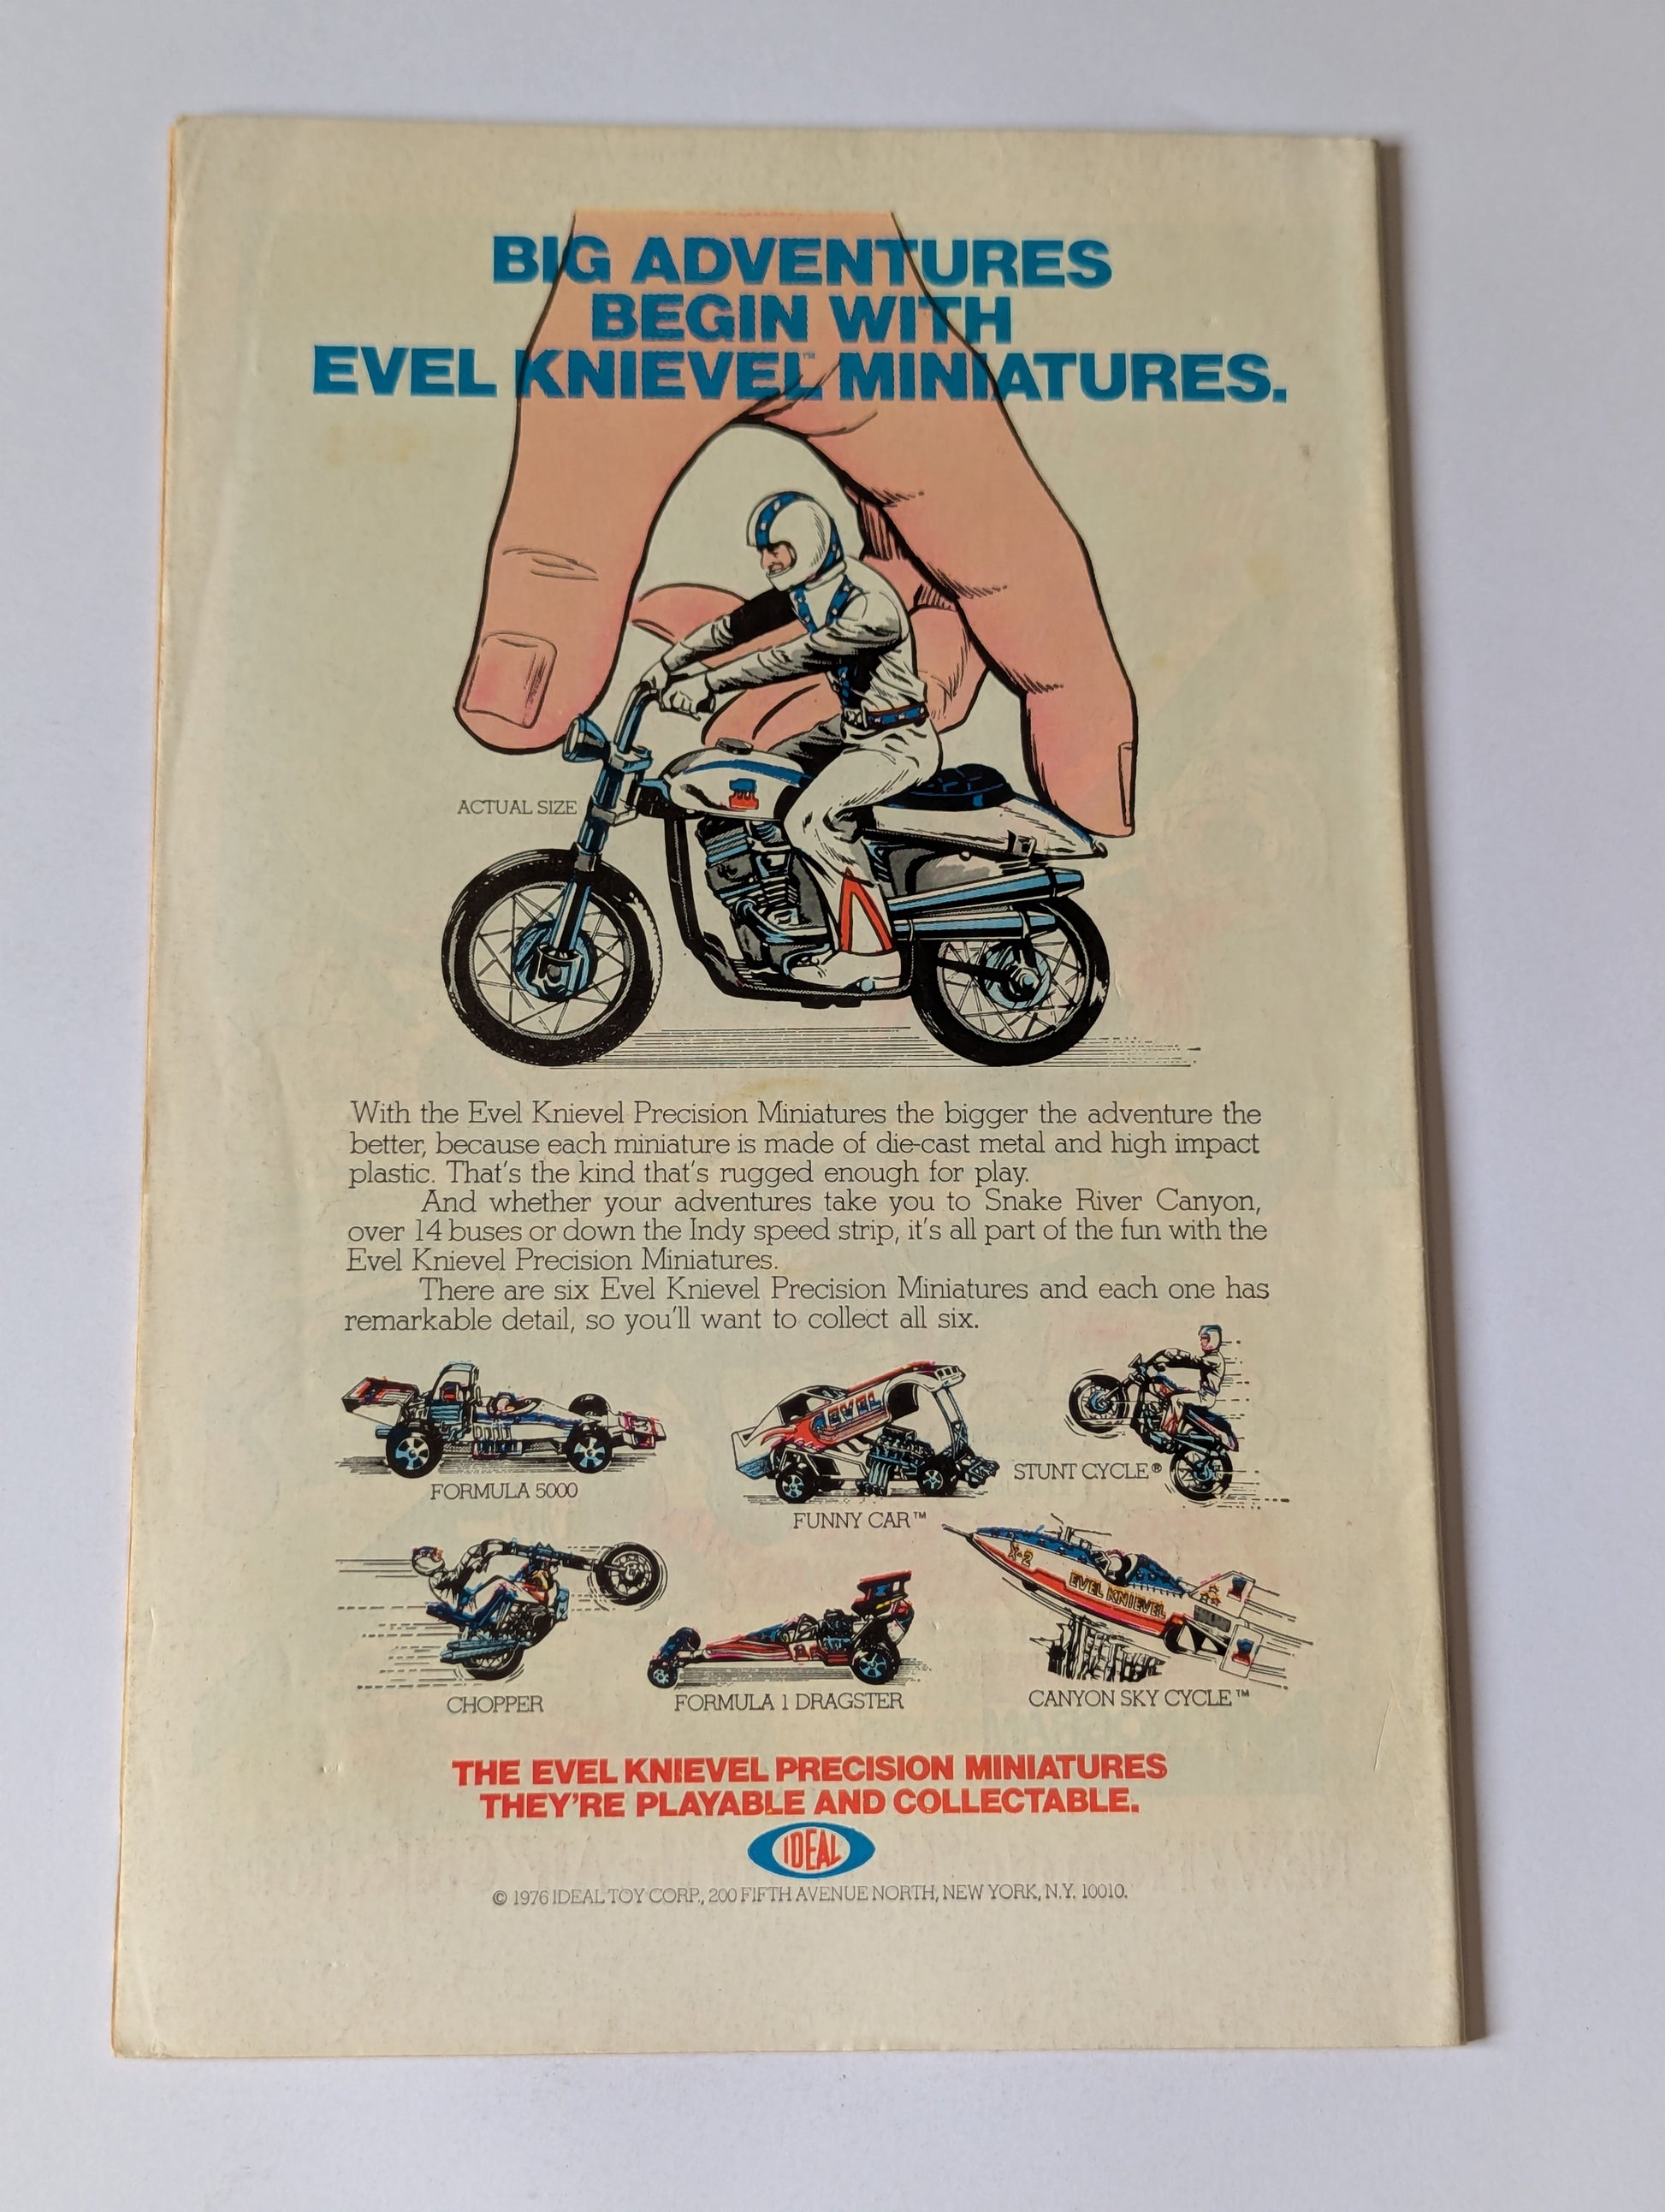 BIG ADVENTURES
BEGIN WITH
EVEL KNIEVEL™ MINIATURES.
ACTUAL SIZE
With the Evel Knievel Precision Miniatures the bigger the adventure the
better, because each miniature is made of die-cast metal and high impact
plastic. That's the kind that's rugged enough for play.
And whether your adventures take you to Snake River Canyon,
over 14 buses or down the Indy speed strip, it's all part of the fun with the
Evel Knievel Precision Miniatures.
There are six Evel Knievel Precision Miniatures and each one has
remarkable detail, so you'll want to collect all six.
EVEL
STUNT CYCLE®
FORMULA 5000
FUNNY CAR™
X-2
EVEL KNIEVEL
CHOPPER
FORMULA 1 DRAGSTER
CANYON SKY CYCLE™
THE EVEL KNIEVEL PRECISION MINIATURES
THEY'RE PLAYABLE AND COLLECTABLE.
IDEAL
© 1976 IDEAL TOY CORP., 200 FIFTH AVENUE NORTH, NEW YORK, N.Y. 10010.